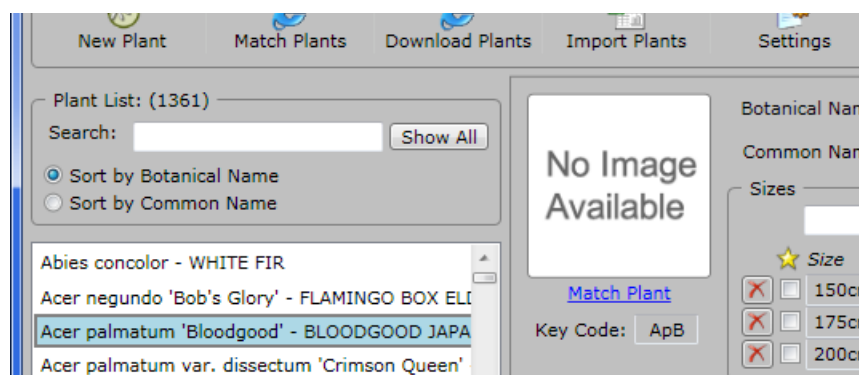 New Plant Match Plants Download Plants Import Plants Settings
Plant List: (1361)
Search: Show All
Sort by Botanical Name
Sort by Common Name
Abies concolor - WHITE FIR
Acer negundo 'Bob's Glory' - FLAMINGO BOX ELD
Acer palmatum 'Bloodgood' - BLOODGOOD JAPA
Acer palmatum var. dissectum 'Crimson Queen'
No Image
Available
Match Plant
Key Code: ApB
Botanical Nam
Common Nam
Sizes
Size
150c
175c
200c